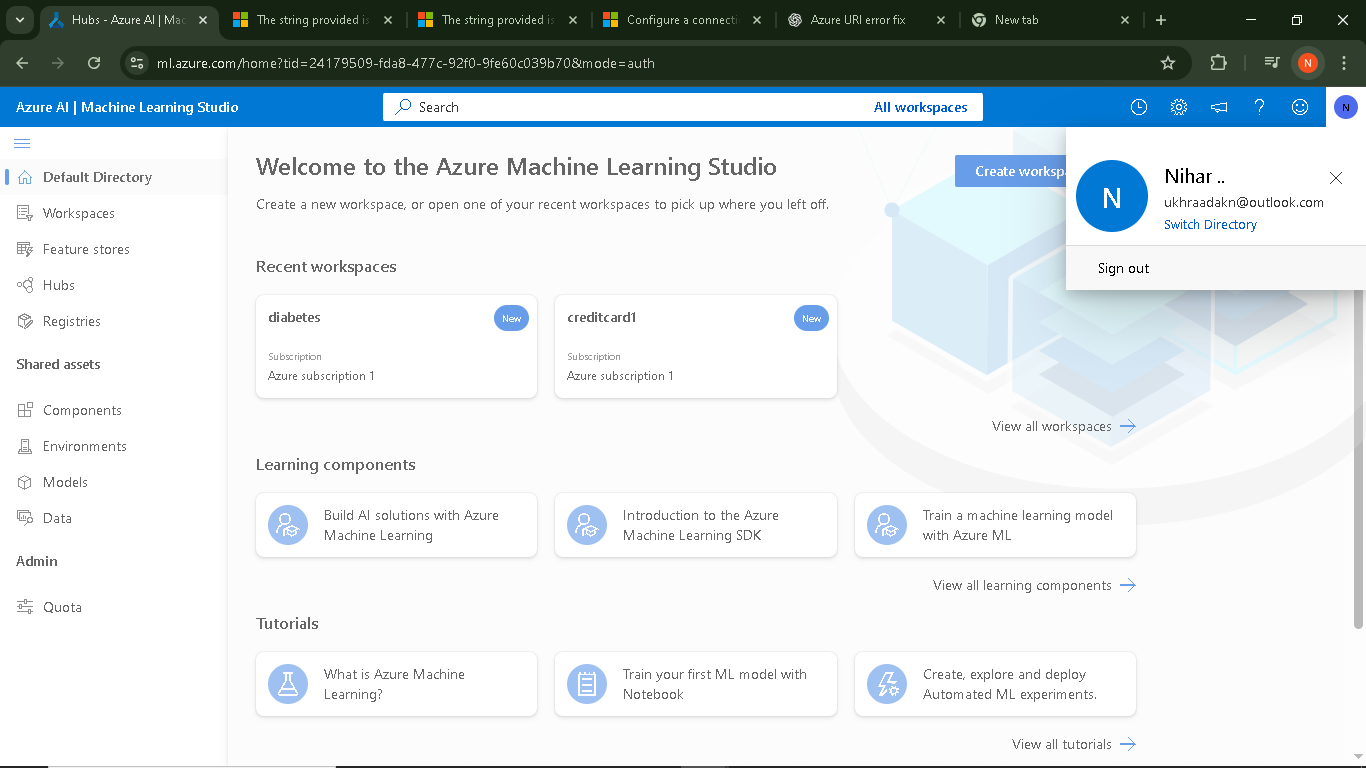 Hubs - Azure AI | Mac
The string provided is
The string provided is
Configure a connecti
Azure URI error fix
New tab
ml.azure.com/home?tid=24179509-fda8-477c-92f0-9fe60c039b70&mode=auth
N
Azure AI | Machine Learning Studio
Search
All workspaces
N
Default Directory
Workspaces
Feature stores
Hubs
Registries
Shared assets
Components
Environments
Models
Data
Admin
Quota
Welcome to the Azure Machine Learning Studio
Create workspa
Create a new workspace, or open one of your recent workspaces to pick up where you left off.
N
Nihar ..
ukhraadakn@outlook.com
Switch Directory
Sign out
Recent workspaces
diabetes
New
Subscription
Azure subscription 1
creditcard1
New
Subscription
Azure subscription 1
View all workspaces
Learning components
Build AI solutions with Azure
Machine Learning
Introduction to the Azure
Machine Learning SDK
Train a machine learning model
with Azure ML
View all learning components
Tutorials
What is Azure Machine
Learning?
Train your first ML model with
Notebook
Create, explore and deploy
Automated ML experiments.
View all tutorials